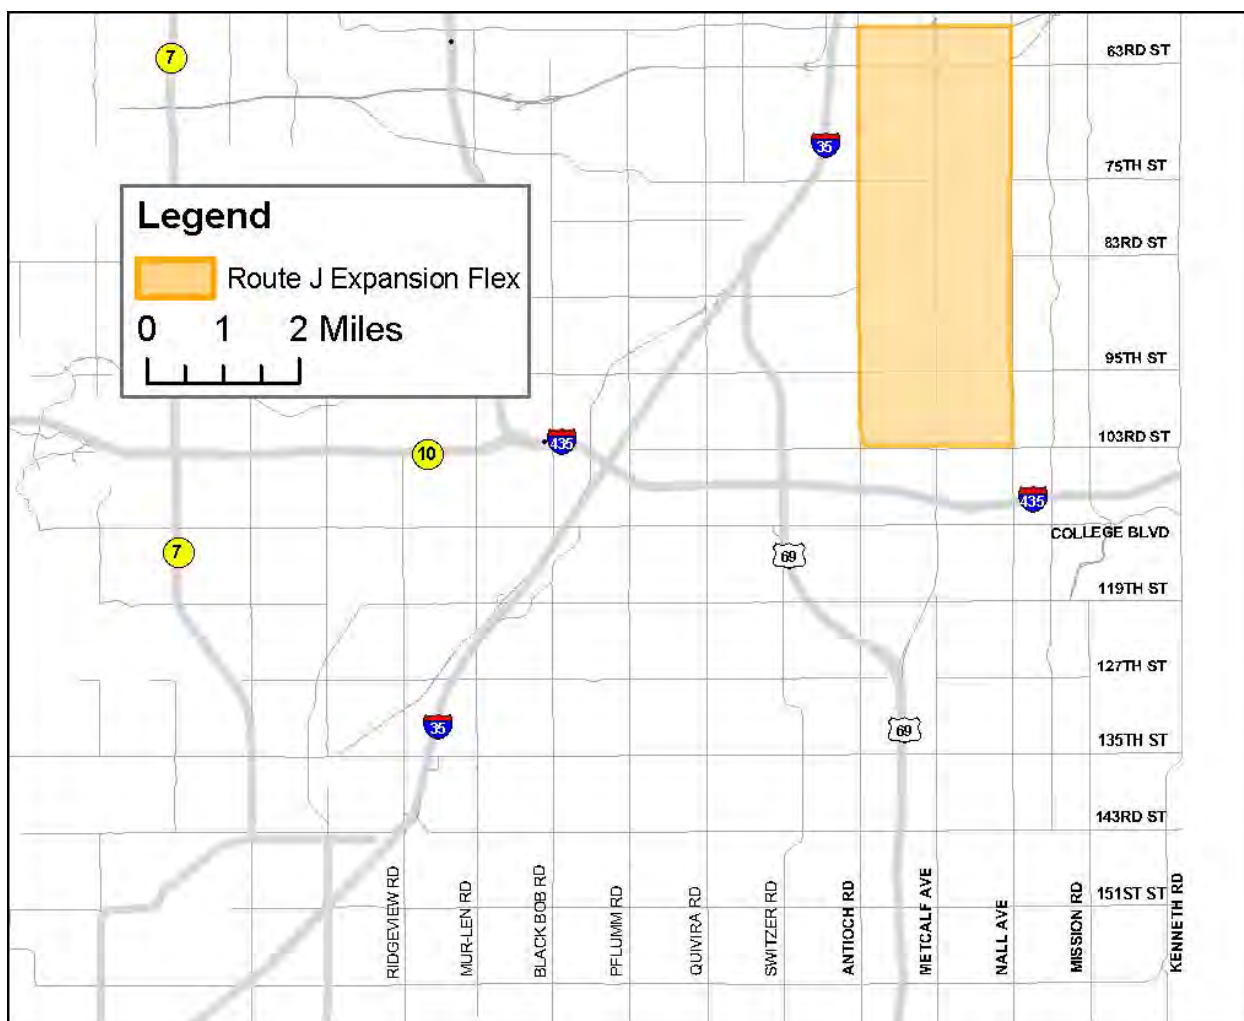 7
63RD ST
35
75TH ST
Legend
Route J Expansion Flex
0 1 2 Miles
83RD ST
95TH ST
103RD ST
435
10
435
COLLEGE BLVD
7
69
119TH ST
127TH ST
35
69
135TH ST
143RD ST
151ST ST
RIDGEVIEW RD
MUR-LEN RD
BLACKBOB RD
PFLUMM RD
QUIVIRA RD
SWITZER RD
ANTIOCH RD
METCALF AVE
NALL AVE
MISSION RD
KENNETH RD